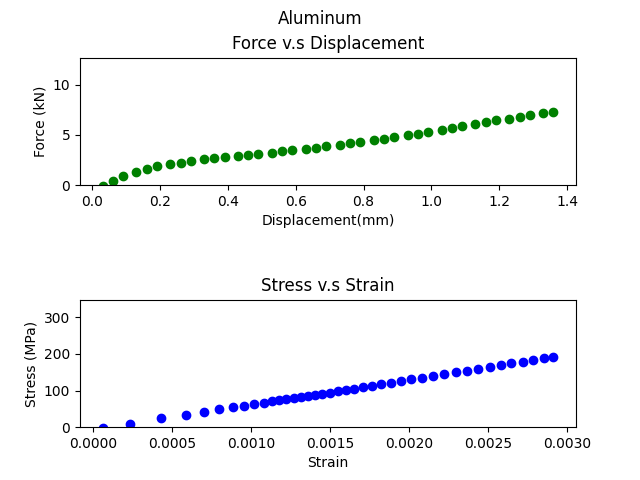 Aluminum
Force v.s Displacement
10
5
0
Force (kN)
0.0 0.2 0.4 0.6 0.8 1.0 1.2 1.4
Displacement(mm)
Stress v.s Strain
300
200
100
0
Stress (MPa)
0.0000 0.0005 0.0010 0.0015 0.0020 0.0025 0.0030
Strain